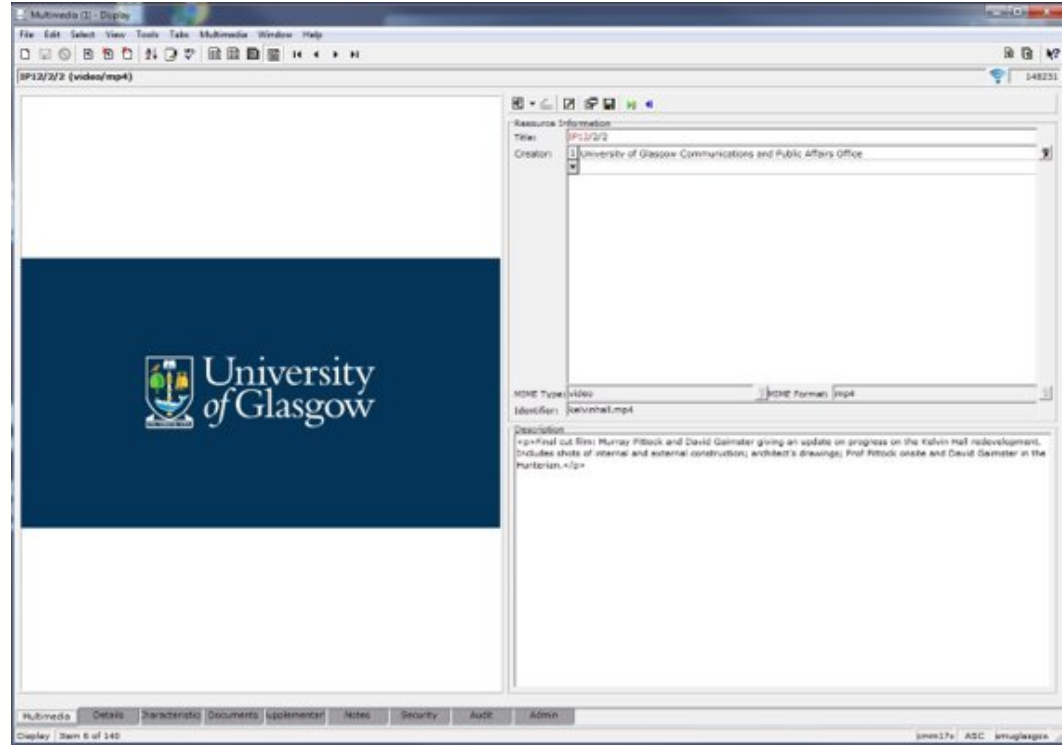 Multimedia (1) - Display
File Edit Select View Tools Tabs Multimedia Window Help
IP12/2/2 (video/mp4)
148231
Resource Information
Title: IP12/2/2
Creator: 1 University of Glasgow Communications and Public Affairs Office
University
of Glasgow
MIME Type: video MIME Format: mp4
Identifier: kelvinhall.mp4
Description
<p>Final cut film: Murray Pittock and David Gaimster giving an update on progress on the Kelvin Hall redevelopment.
Includes shots of internal and external construction; architect's drawings; Prof Pittock onsite and David Gaimster in the
Hunterian.</p>
Multimedia Details Characteristic Documents upplementar Notes Security Audit Admin
Display Item 6 of 140 ASC emuglasgow